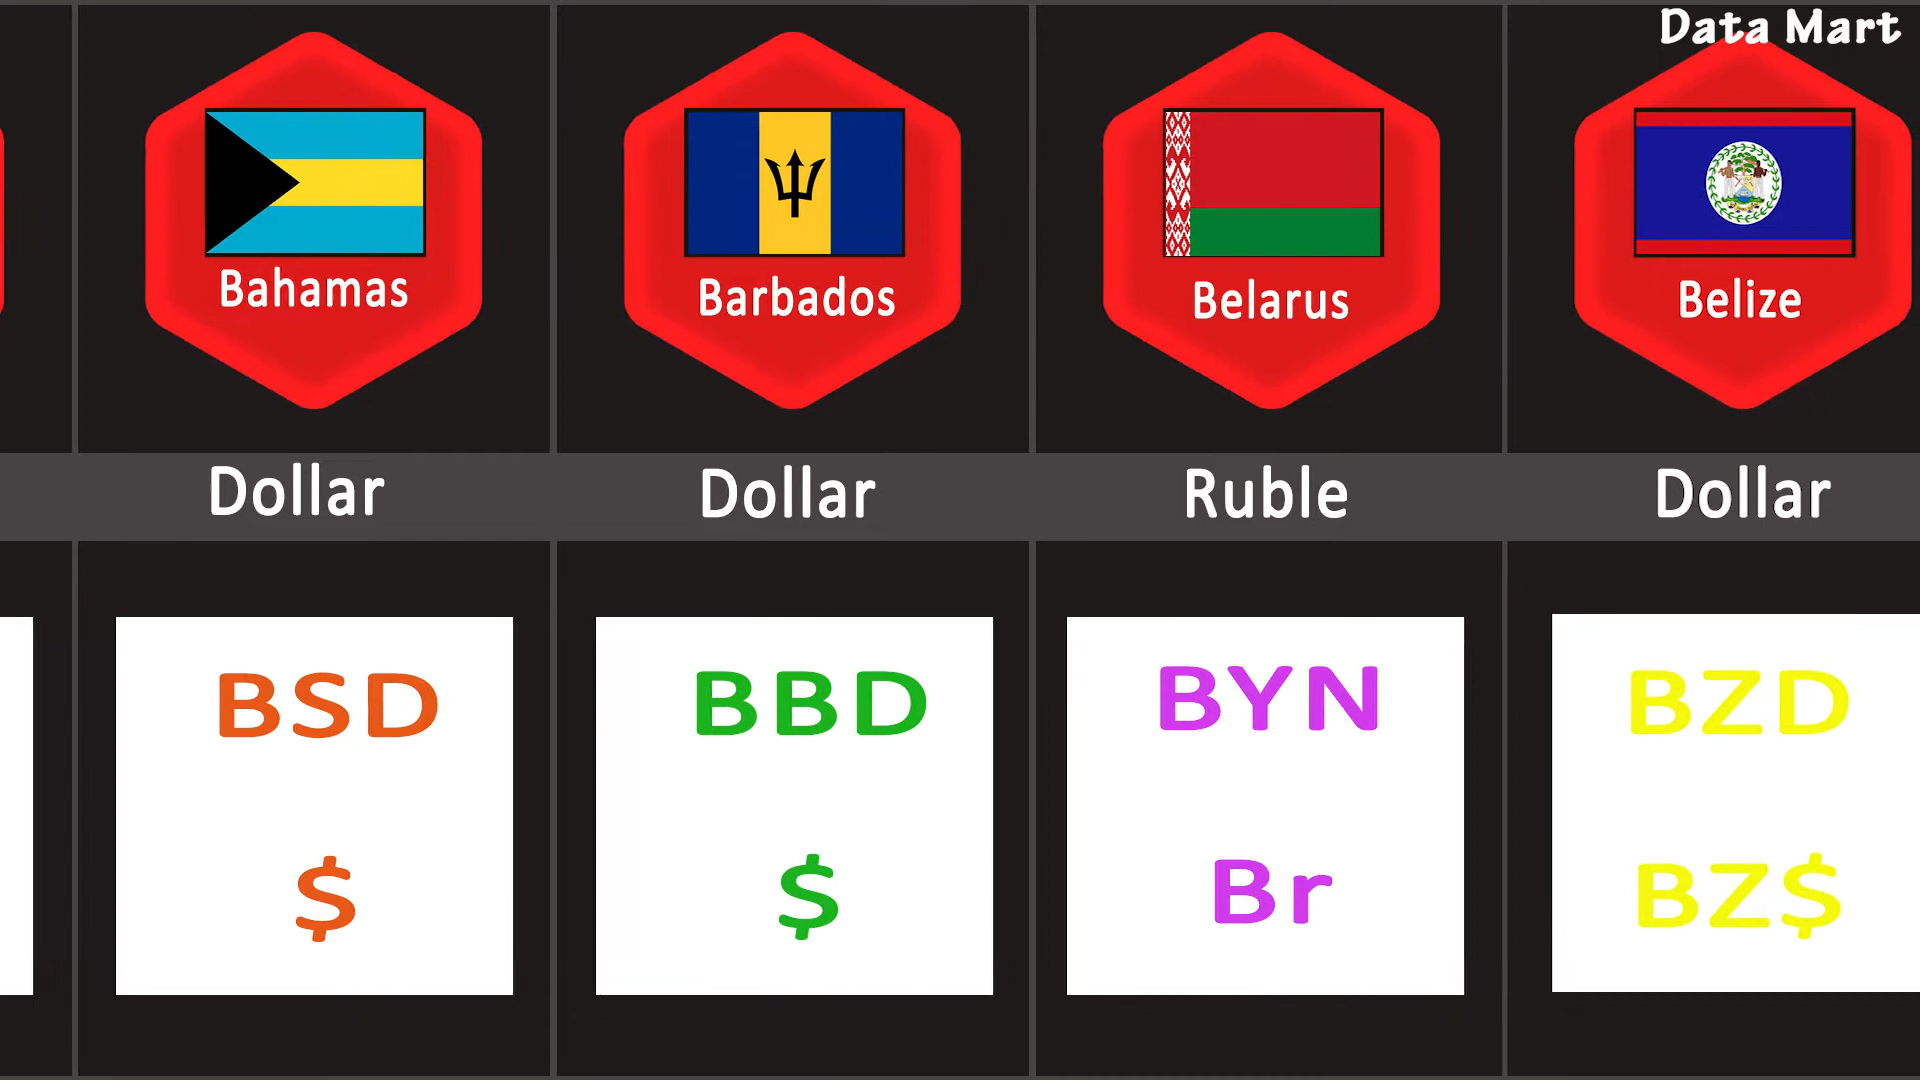 Data Mart
Bahamas
Barbados
Belarus
Belize
Dollar
Dollar
Ruble
Dollar
BSD
BBD
BYN
BZD
$
$
Br
BZ$